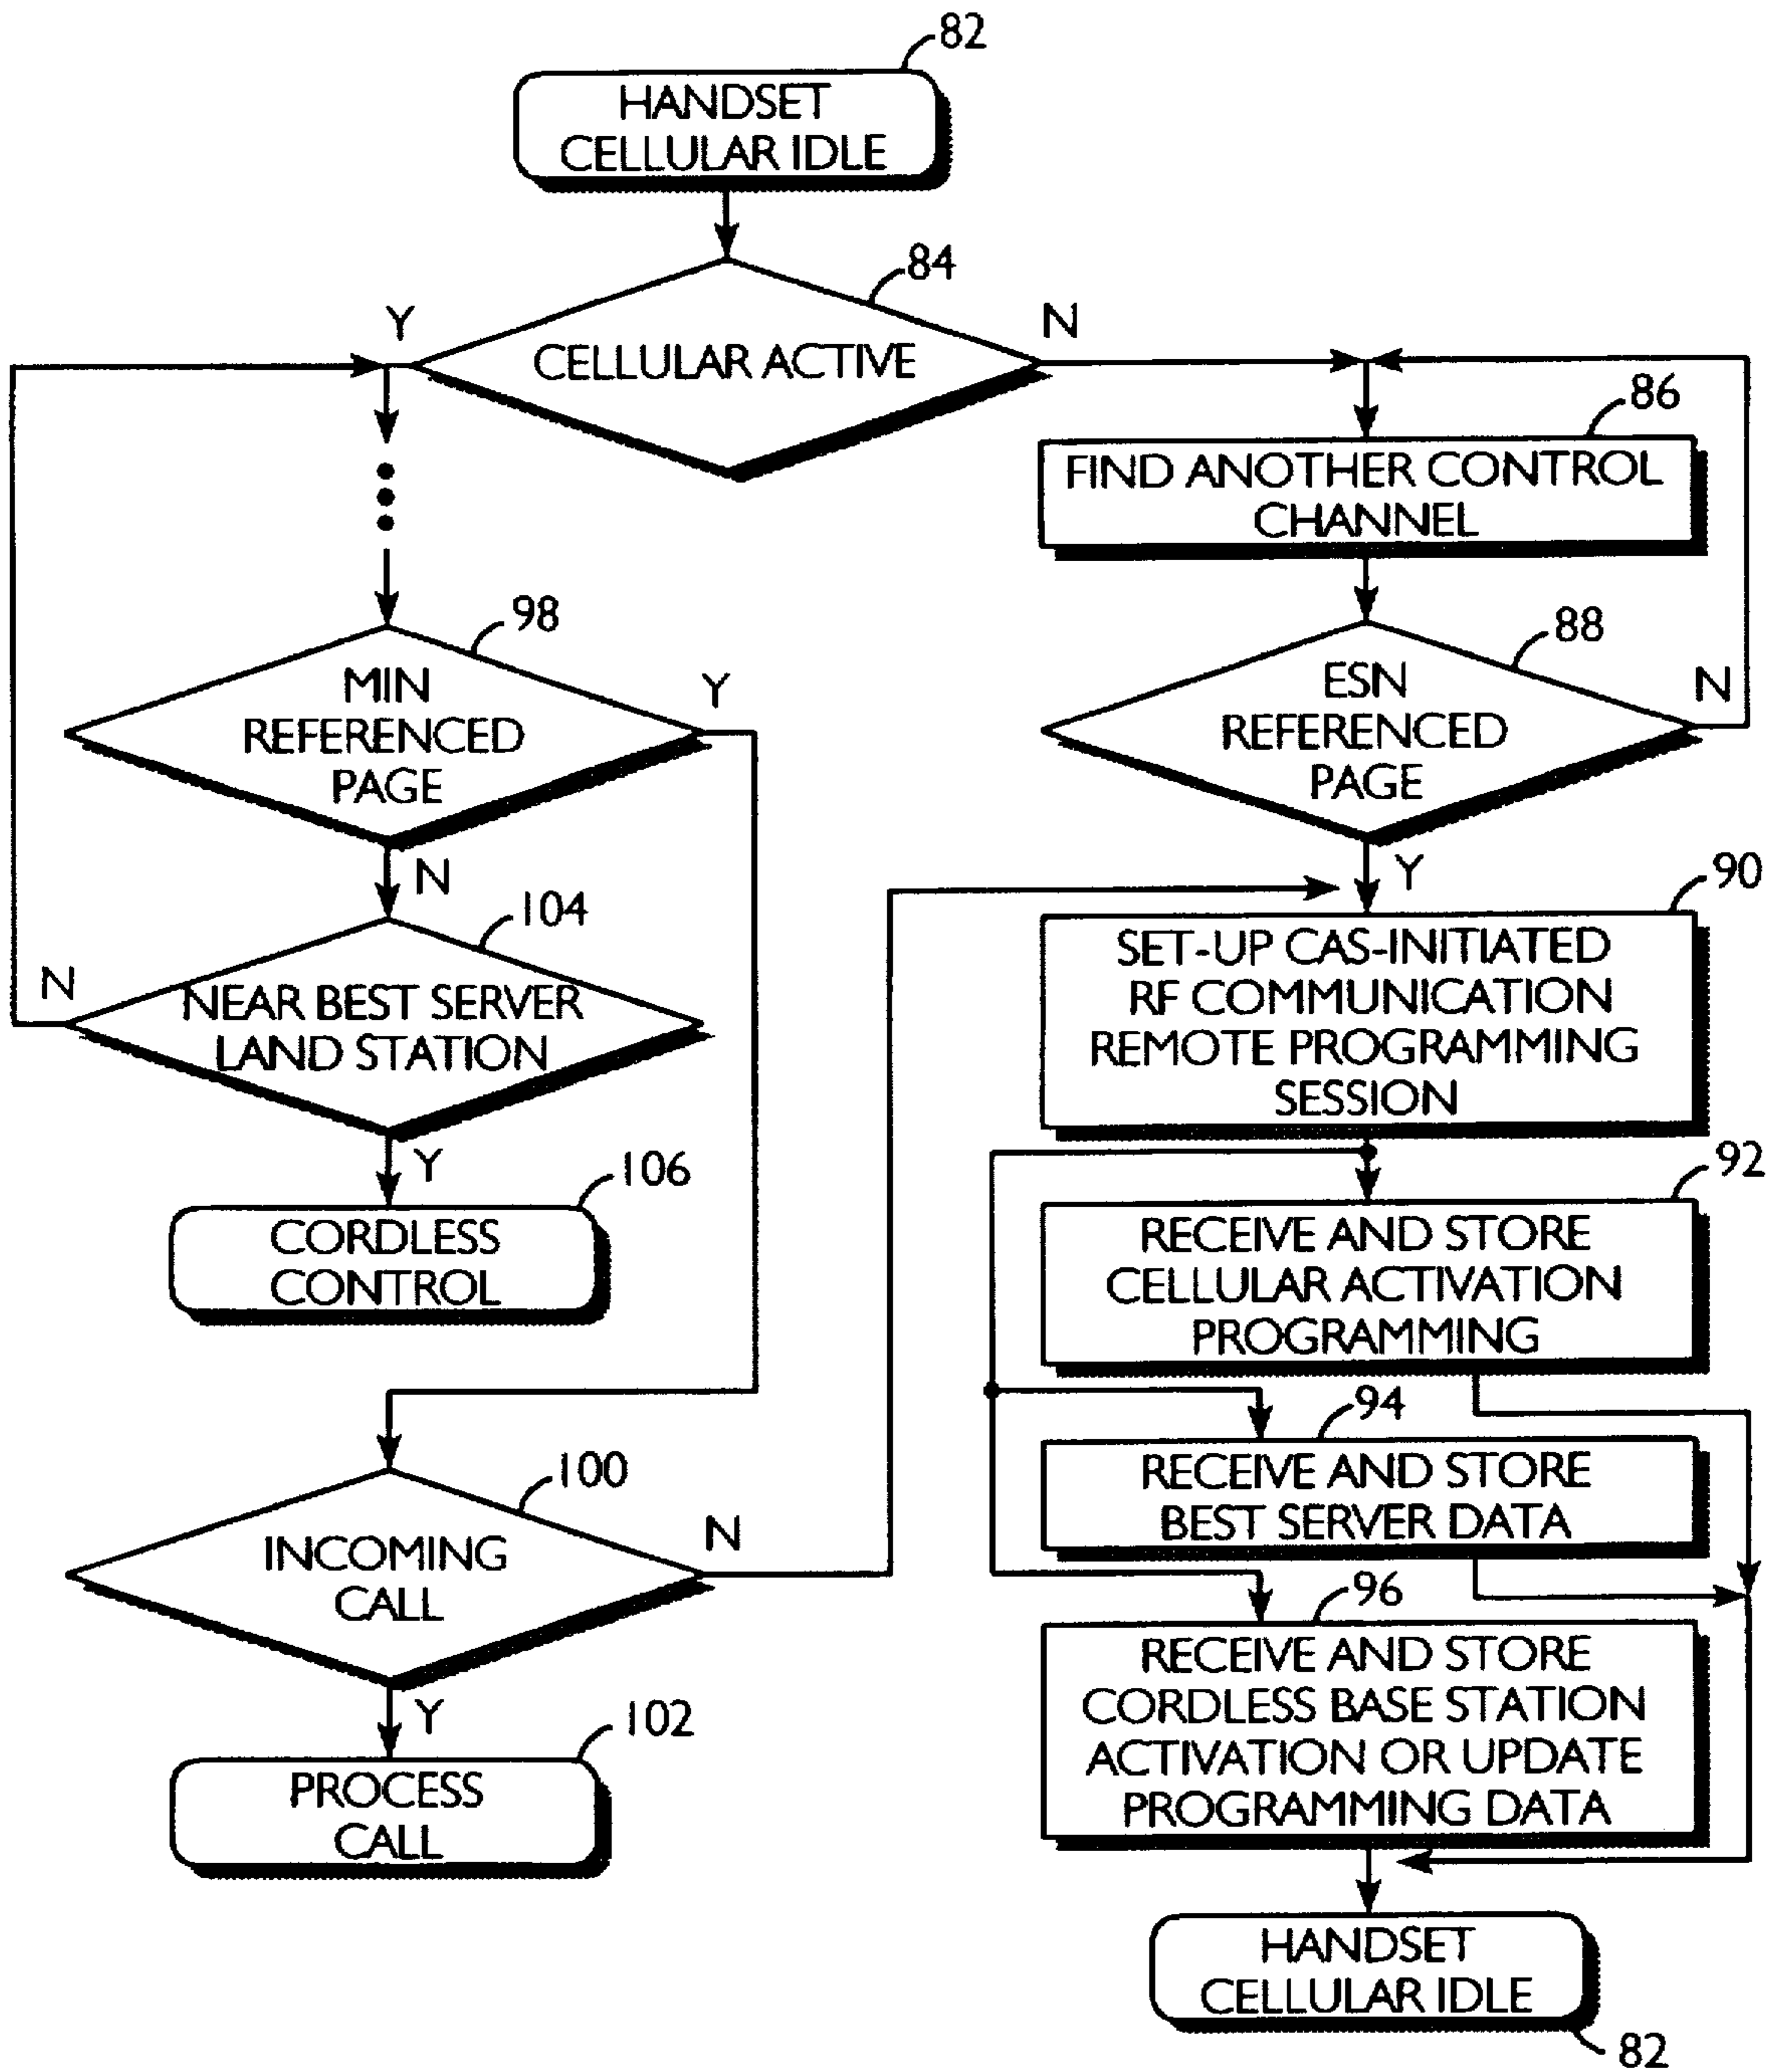 82
HANDSET
CELLULAR IDLE
84
Y
N
CELLULAR ACTIVE
86
FIND ANOTHER CONTROL
CHANNEL
98
MIN
REFERENCED
PAGE
Y
N
88
ESN
REFERENCED
PAGE
N
Y
104
NEAR BEST SERVER
LAND STATION
N
Y
106
CORDLESS
CONTROL
90
SET-UP CAS-INITIATED
RF COMMUNICATION
REMOTE PROGRAMMING
SESSION
92
RECEIVE AND STORE
CELLULAR ACTIVATION
PROGRAMMING
94
RECEIVE AND STORE
BEST SERVER DATA
100
INCOMING
CALL
N
Y
102
PROCESS
CALL
96
RECEIVE AND STORE
CORDLESS BASE STATION
ACTIVATION OR UPDATE
PROGRAMMING DATA
HANDSET
CELLULAR IDLE
82